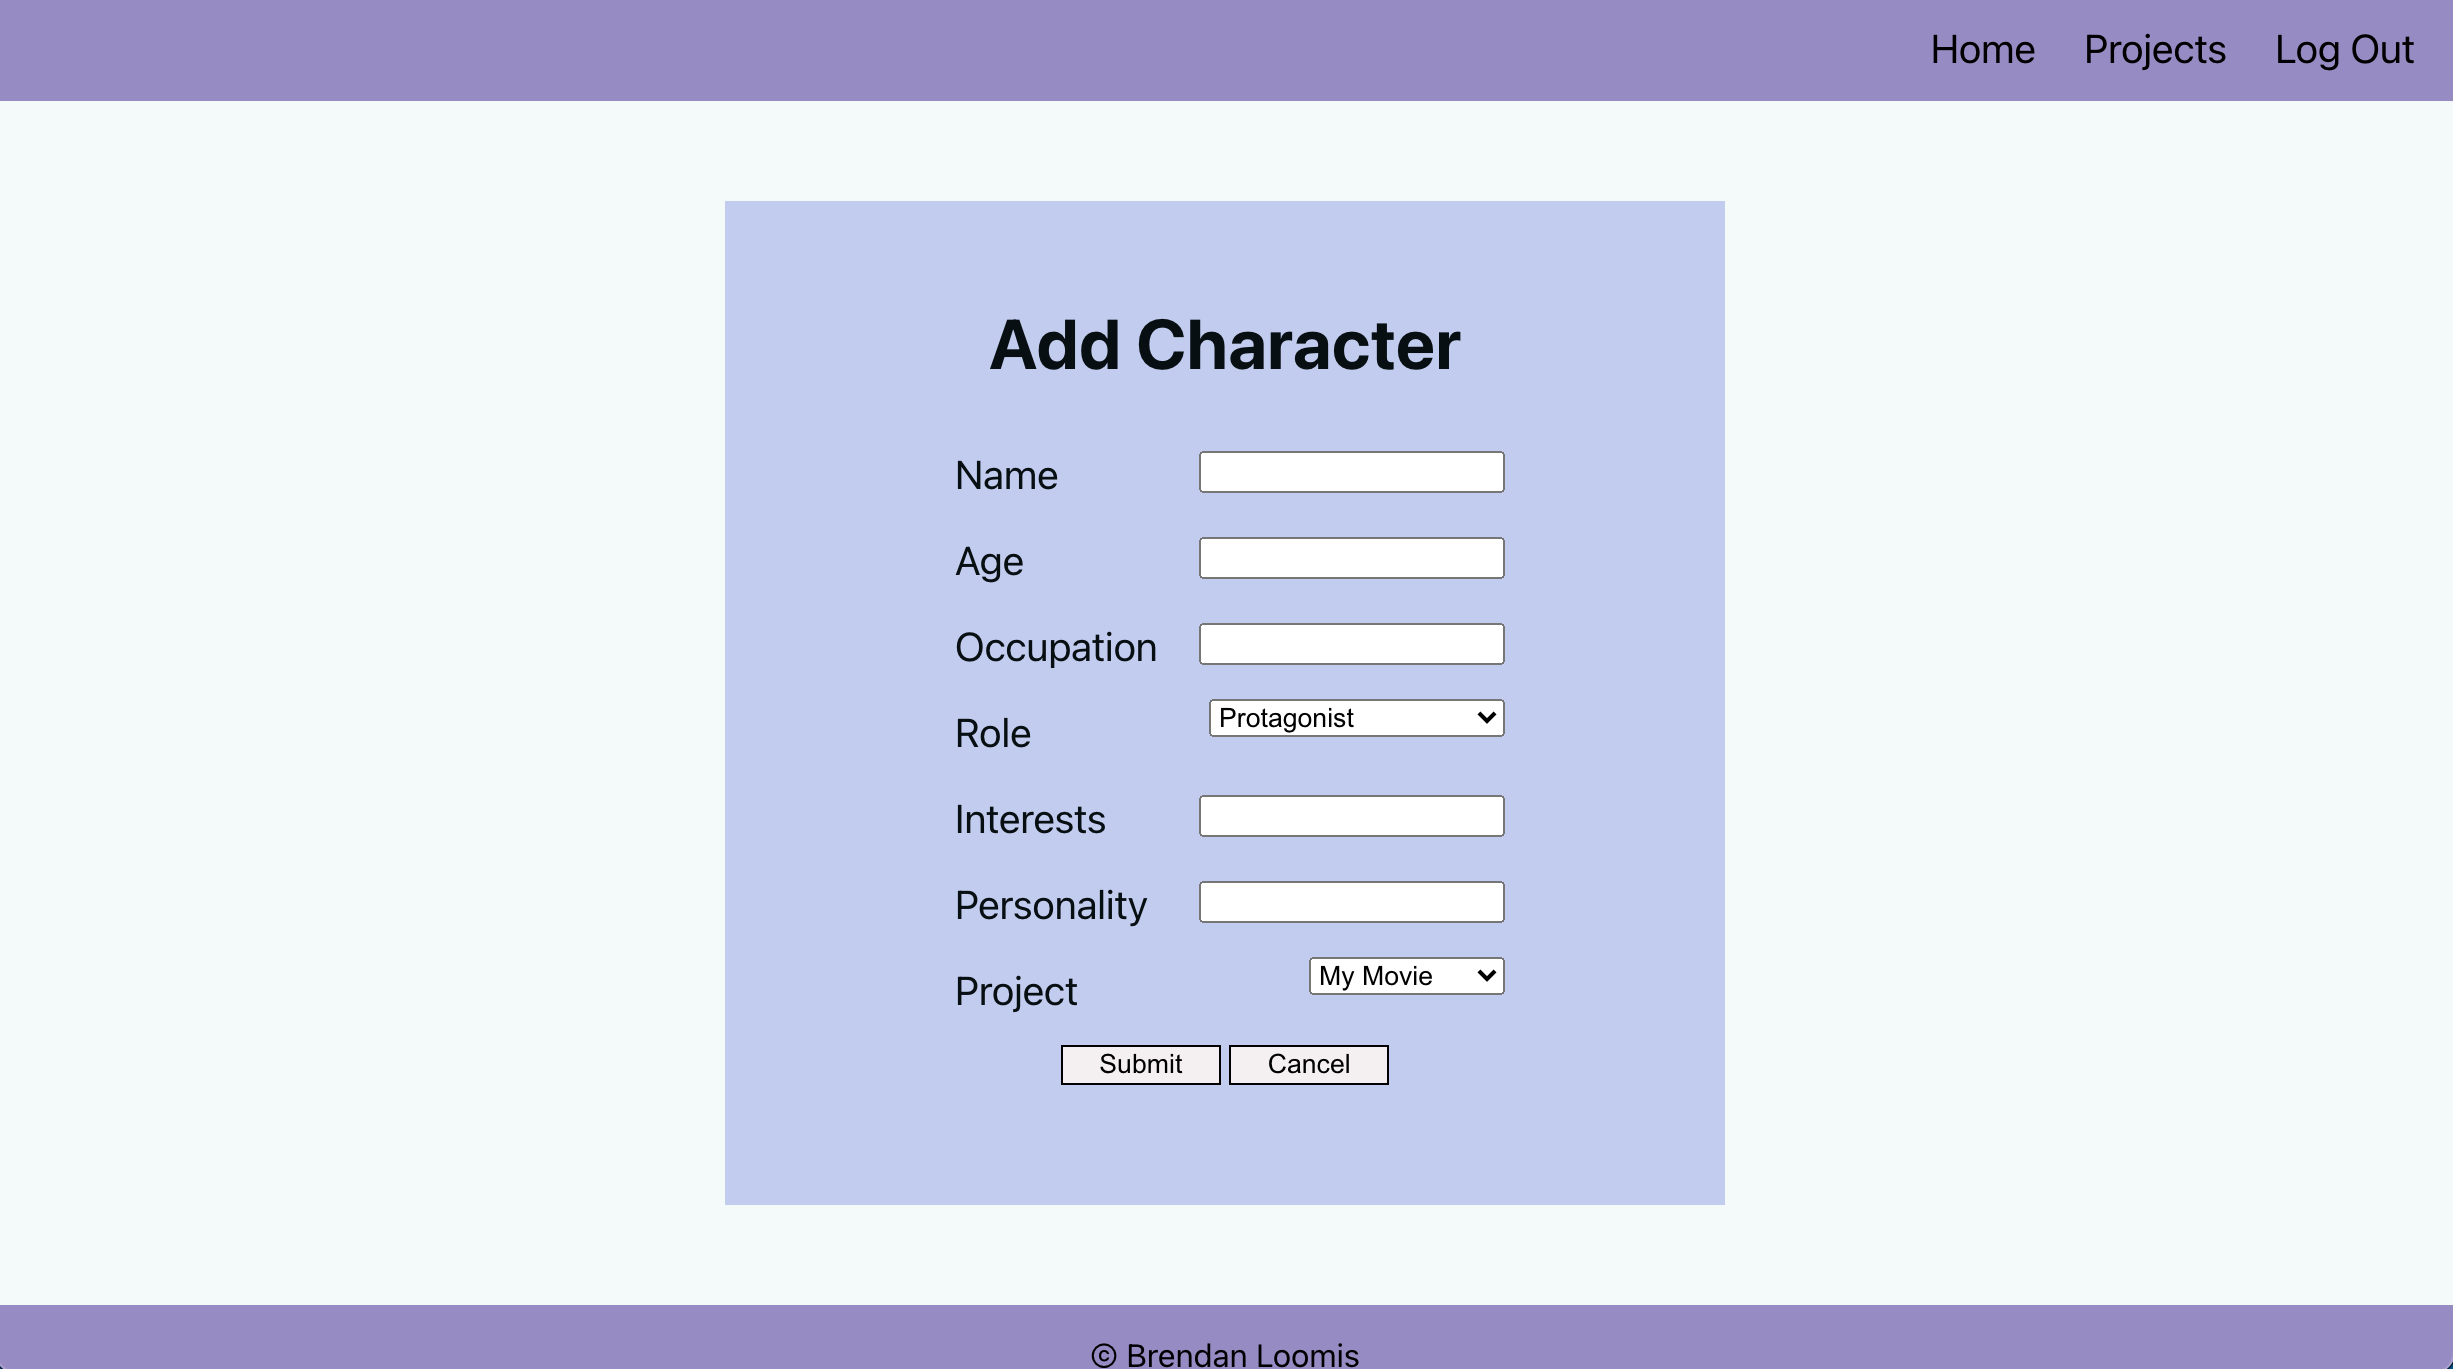 Home Projects Log Out
Add Character
Name
Age
Occupation
Role Protagonist
Interests
Personality
Project My Movie
Submit Cancel
© Brendan Loomis